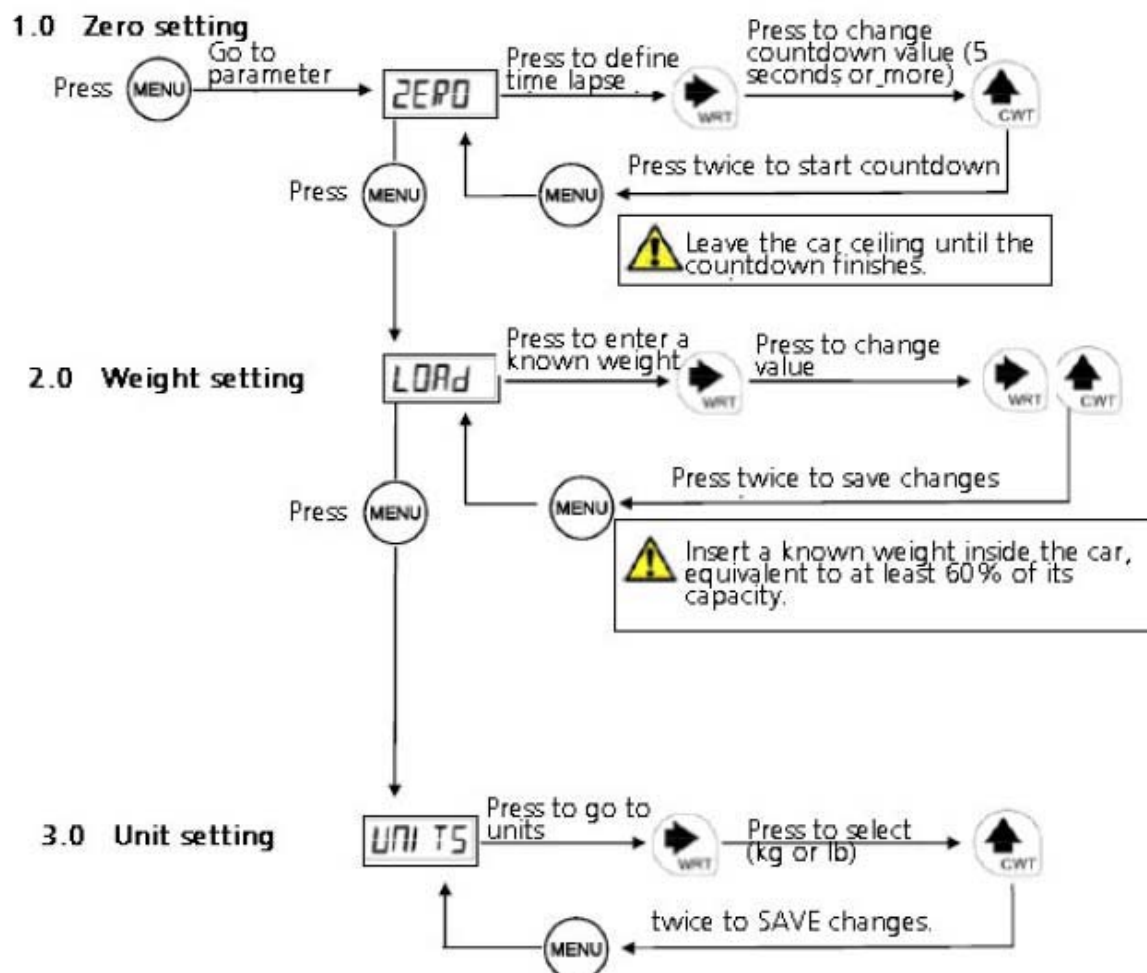 1.0 Zero setting
Press MENU
Go to
parameter
ZERO
Press to define
time lapse
WRT
Press to change
countdown value (5
seconds or more)
CWT
Press MENU
MENU
Press twice to start countdown
Leave the car ceiling until the
countdown finishes.
2.0 Weight setting
LOAd
Press to enter a
known weight
WRT
Press to change
value
WRT
CWT
Press MENU
MENU
Press twice to save changes
Insert a known weight inside the car,
equivalent to at least 60% of its
capacity.
3.0 Unit setting
UNITS
Press to go to
units
WRT
Press to select
(kg or lb)
CWT
MENU
twice to SAVE changes.